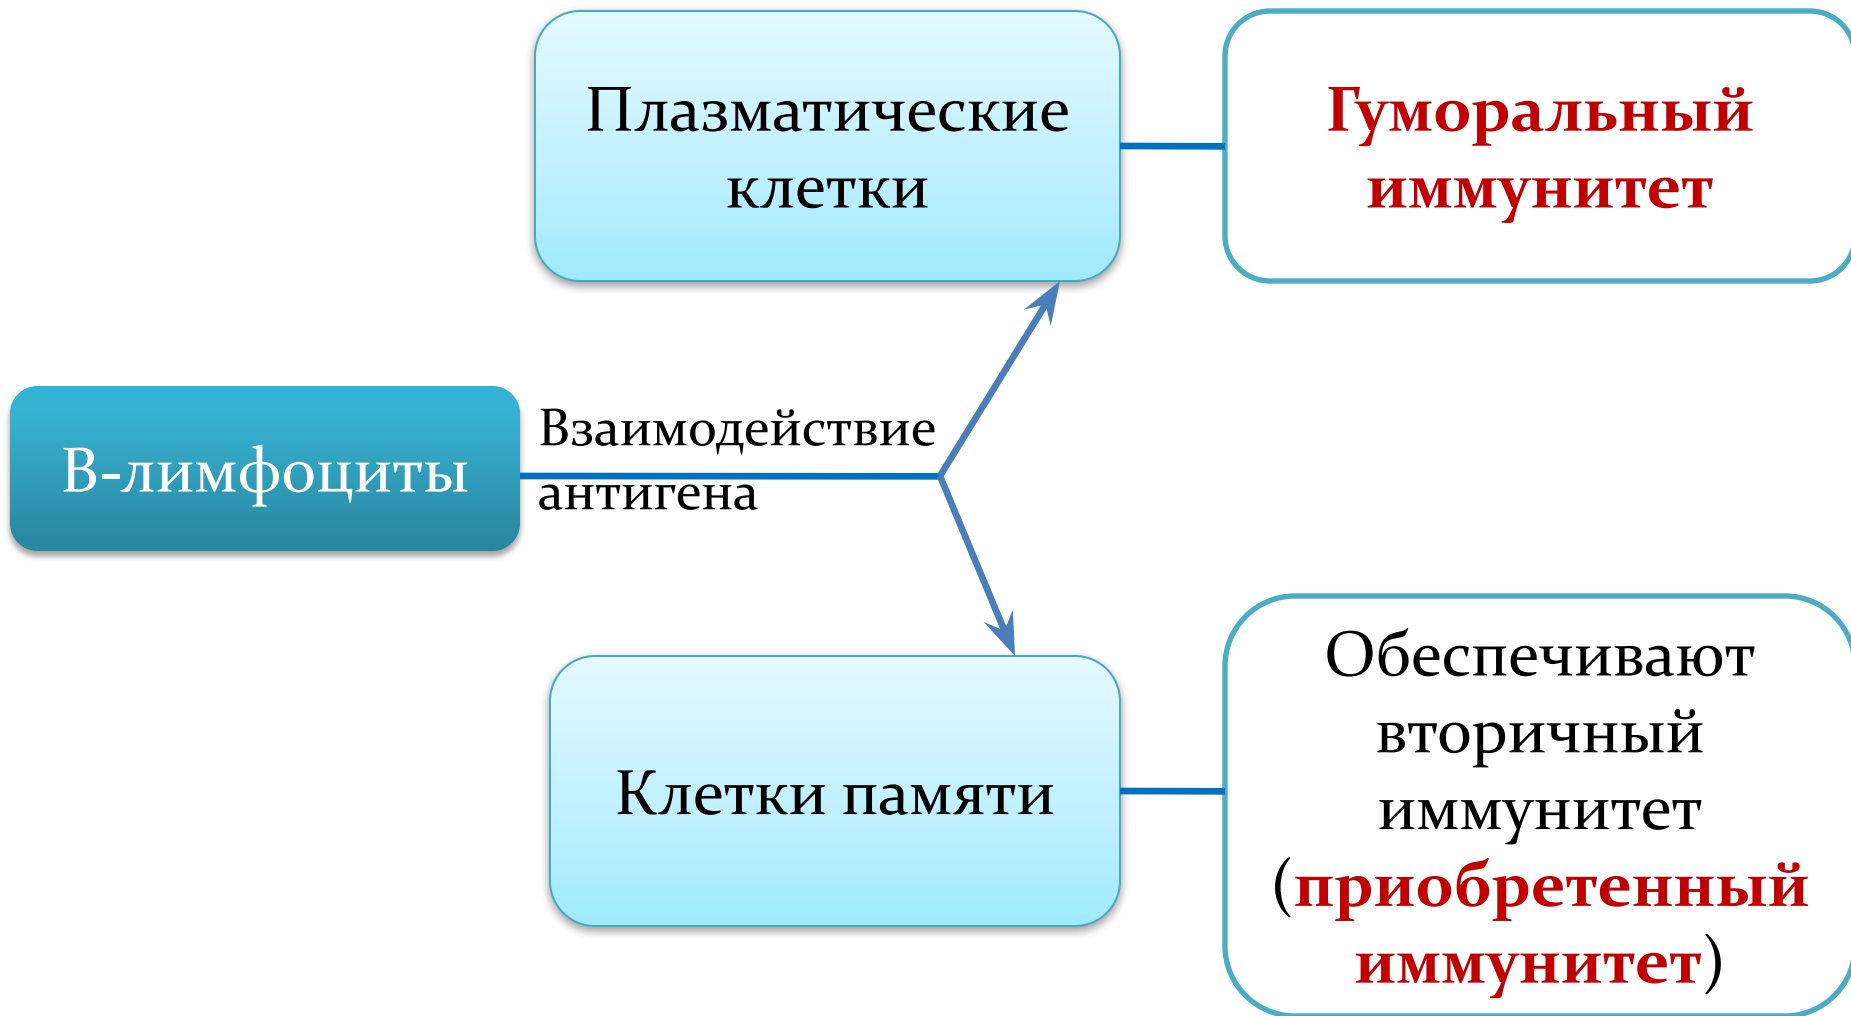 Плазматические
клетки
Гуморальный
иммунитет
В-лимфоциты
Взаимодействие
антигена
Клетки памяти
Обеспечивают
вторичный
иммунитет
(приобретенный
иммунитет)